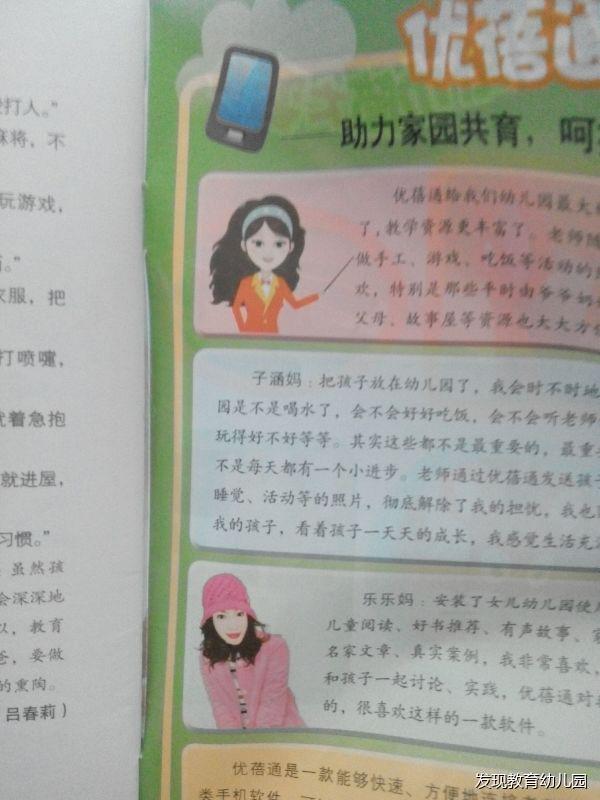 打人。”
麻将，不
玩游戏，
。”
衣服，把
打喷嚏，
着急抱
就进屋，
习惯。”
虽然孩
会深深地
以，教育
爸，要做
的熏陶。
吕春莉）
优蓓通
助力家园共育，呵
优蓓通给我们幼儿园最大
了，教学资源更丰富了。老师随
做手工、游戏、吃饭等活动的
欢，特别是那些平时由爷爷奶
父母、故事屋等资源也大大方
子涵妈：把孩子放在幼儿园了，我会时不时地
园是不是喝水了，会不会好好吃饭，会不会听老师
玩得好不好等等。其实这些都不是最重要的，最重
不是每天都有一个小进步。老师通过优蓓通发送孩
睡觉、活动等的照片，彻底解除了我的担忧，我也
我的孩子，看着孩子一天天的成长，我感觉生活充
乐乐妈：安装了女儿幼儿园使
儿童阅读、好书推荐、有声故事、
名家文章、真实案例，我非常喜欢，
和孩子一起讨论、实践，优蓓通对
的，很喜欢这样的一款软件。
优蓓通是一款能够快速、方便地连接
类手机软件。
发现教育幼儿园